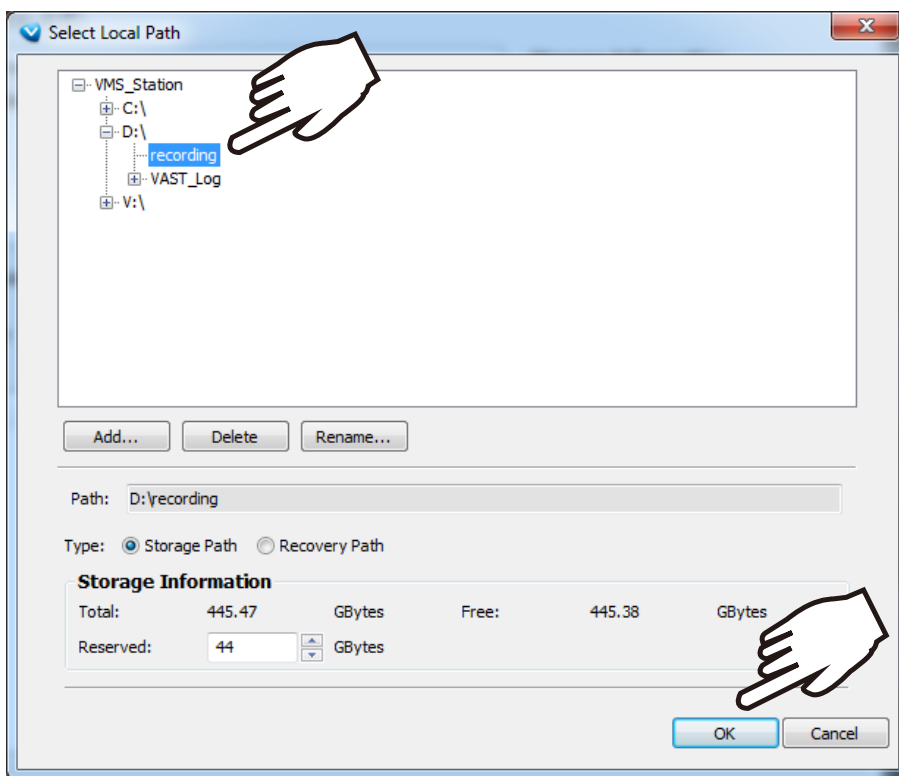 Select Local Path
VMS_Station
C:\
D:\
recording
VAST_Log
V:\
Add... Delete Rename...
Path: D:\recording
Type: Storage Path Recovery Path
Storage Information
Total: 445.47 GBytes Free: 445.38 GBytes
Reserved: 44 GBytes
OK Cancel